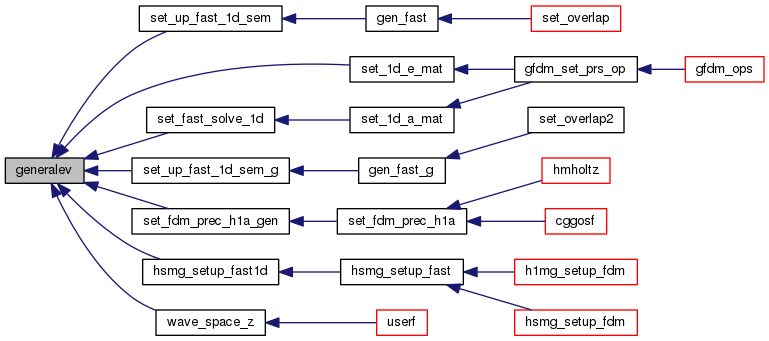 set_up_fast_1d_sem
gen_fast
set_overlap
set_1d_e_mat
gfdm_set_prs_op
gfdm_ops
set_fast_solve_1d
set_1d_a_mat
set_overlap2
generalev
set_up_fast_1d_sem_g
gen_fast_g
hmholtz
set_fdm_prec_h1a_gen
set_fdm_prec_h1a
cggosf
hsmg_setup_fast1d
hsmg_setup_fast
h1mg_setup_fdm
wave_space_z
userf
hsmg_setup_fdm